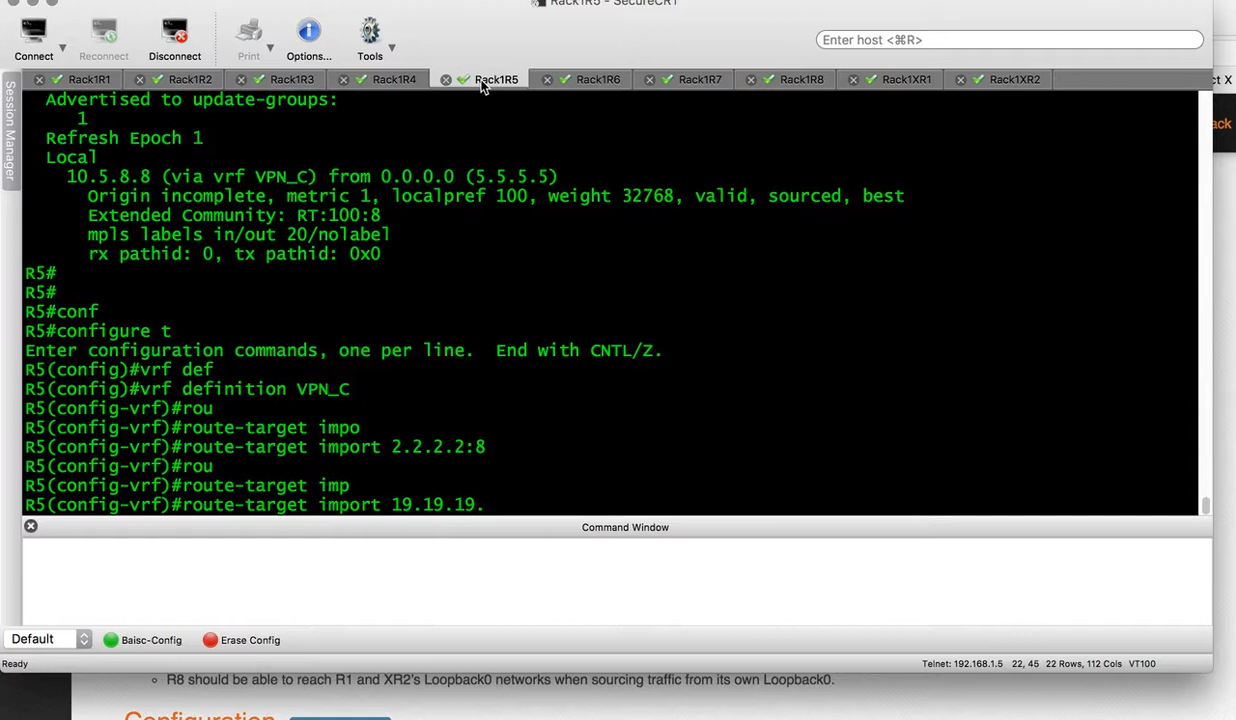 Rack1R5 - SecureCRT
Connect Reconnect Disconnect Print Options... Tools
Enter host <⌘R>
Session Manager
Rack1R1 Rack1R2 Rack1R3 Rack1R4 Rack1R5 Rack1R6 Rack1R7 Rack1R8 Rack1XR1 Rack1XR2
ct X
ack
Advertised to update-groups:
1
Refresh Epoch 1
Local
10.5.8.8 (via vrf VPN_C) from 0.0.0.0 (5.5.5.5)
Origin incomplete, metric 1, localpref 100, weight 32768, valid, sourced, best
Extended Community: RT:100:8
mpls labels in/out 20/nolabel
rx pathid: 0, tx pathid: 0x0
R5#
R5#
R5#conf
R5#configure t
Enter configuration commands, one per line.  End with CNTL/Z.
R5(config)#vrf def
R5(config)#vrf definition VPN_C
R5(config-vrf)#rou
R5(config-vrf)#route-target impo
R5(config-vrf)#route-target import 2.2.2.2:8
R5(config-vrf)#rou
R5(config-vrf)#route-target imp
R5(config-vrf)#route-target import 19.19.19.
Command Window
Default Baisc-Config Erase Config
Ready Telnet: 192.168.1.5 22, 45 22 Rows, 112 Cols VT100
R8 should be able to reach R1 and XR2's Loopback0 networks when sourcing traffic from its own Loopback0.
Configuration